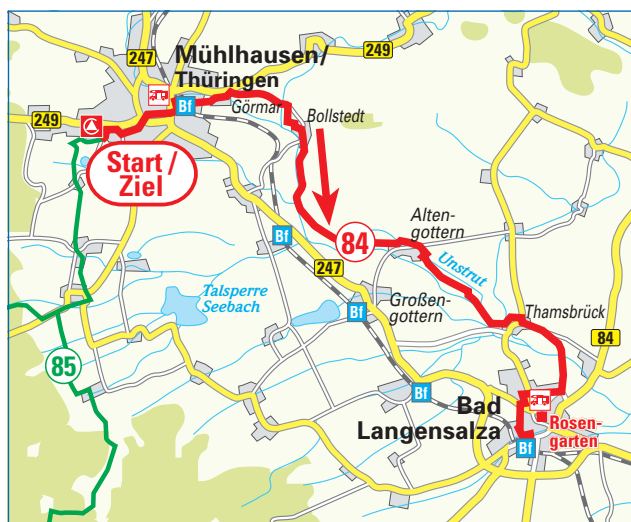 247
Mühlhausen/
Thüringen
249
249
Bf
Görmar
Bollstedt
Start /
Ziel
84
Alten-
gottern
Bf
247
Unstrut
Talsperre
Seebach
Großen-
gottern
Bf
Thamsbrück
84
85
Bf
Bad
Langensalza
Rosen-
garten
Bf